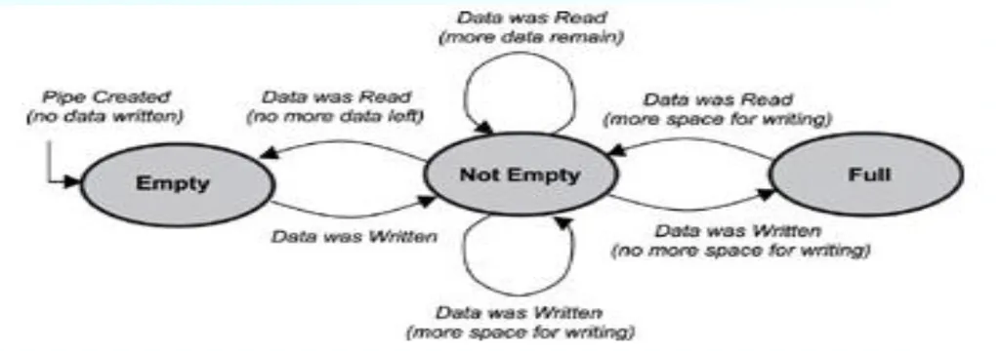 Data was Read
(more data remain)
Pipe Created
(no data written)
Data was Read
(no more data left)
Data was Read
(more space for writing)
Empty
Not Empty
Full
Data was Written
Data was Written
(no more space for writing)
Data was Written
(more space for writing)